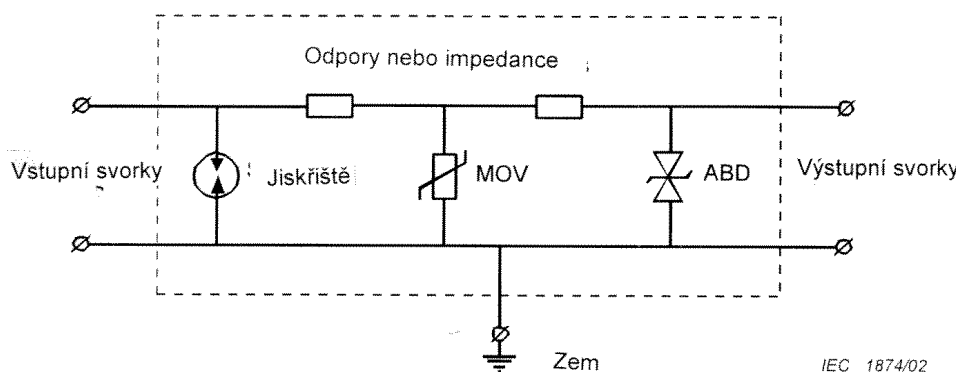 Odpory nebo impedance
Vstupní svorky
Jiskřiště
MOV
ABD
Výstupní svorky
Zem
IEC 1874/02